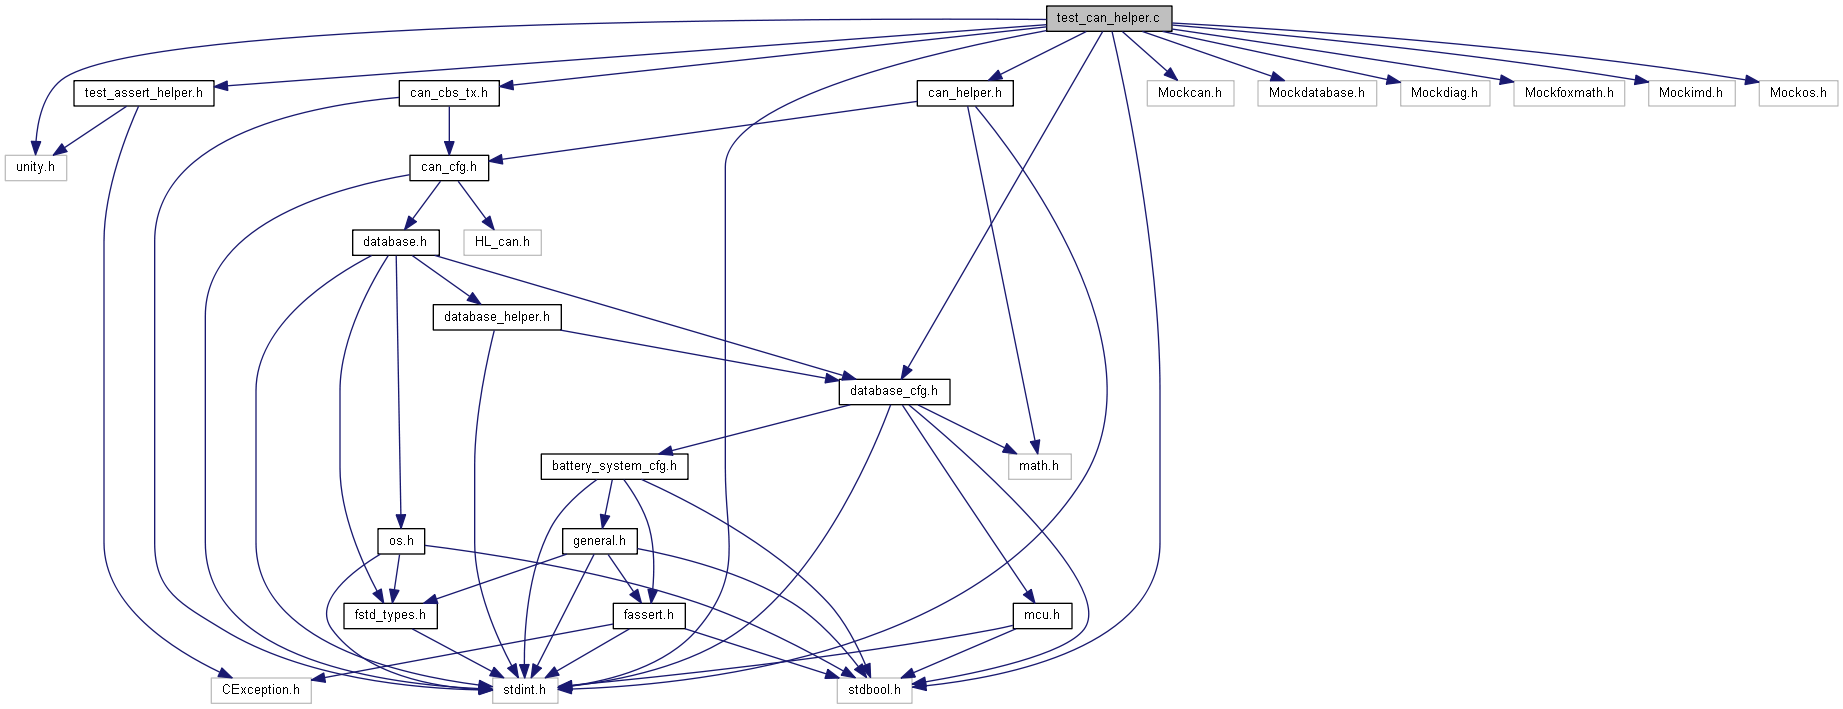 test_can_helper.c
test_assert_helper.h
can_cbs_tx.h
can_helper.h
Mockcan.h
Mockdatabase.h
Mockdiag.h
Mockfoxmath.h
Mockimd.h
Mockos.h
unity.h
can_cfg.h
database.h
HL_can.h
database_helper.h
database_cfg.h
battery_system_cfg.h
math.h
os.h
general.h
fstd_types.h
fassert.h
mcu.h
CException.h
stdint.h
stdbool.h